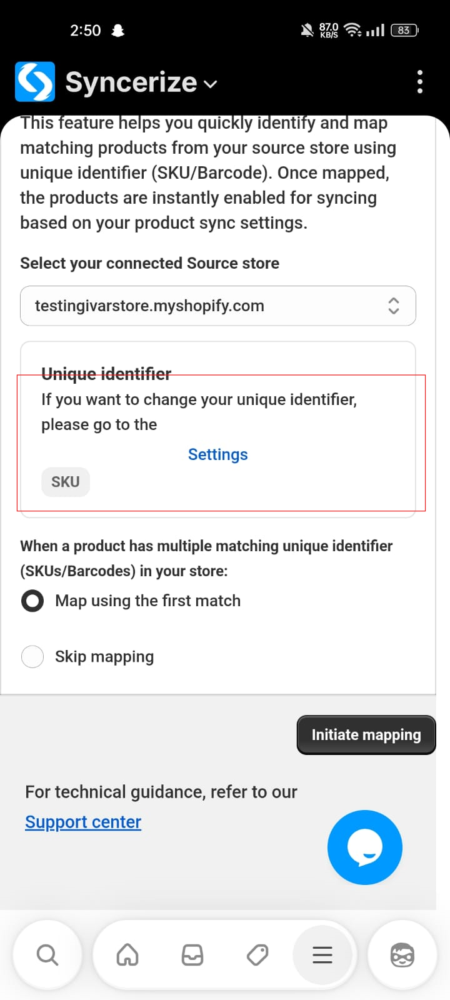 2:50
87.0
KB/S
83
Syncerize
This feature helps you quickly identify and map
matching products from your source store using
unique identifier (SKU/Barcode). Once mapped,
the products are instantly enabled for syncing
based on your product sync settings.
Select your connected Source store
testingivarstore.myshopify.com
Unique identifier
If you want to change your unique identifier,
please go to the
Settings
SKU
When a product has multiple matching unique identifier
(SKUs/Barcodes) in your store:
Map using the first match
Skip mapping
Initiate mapping
For technical guidance, refer to our
Support center